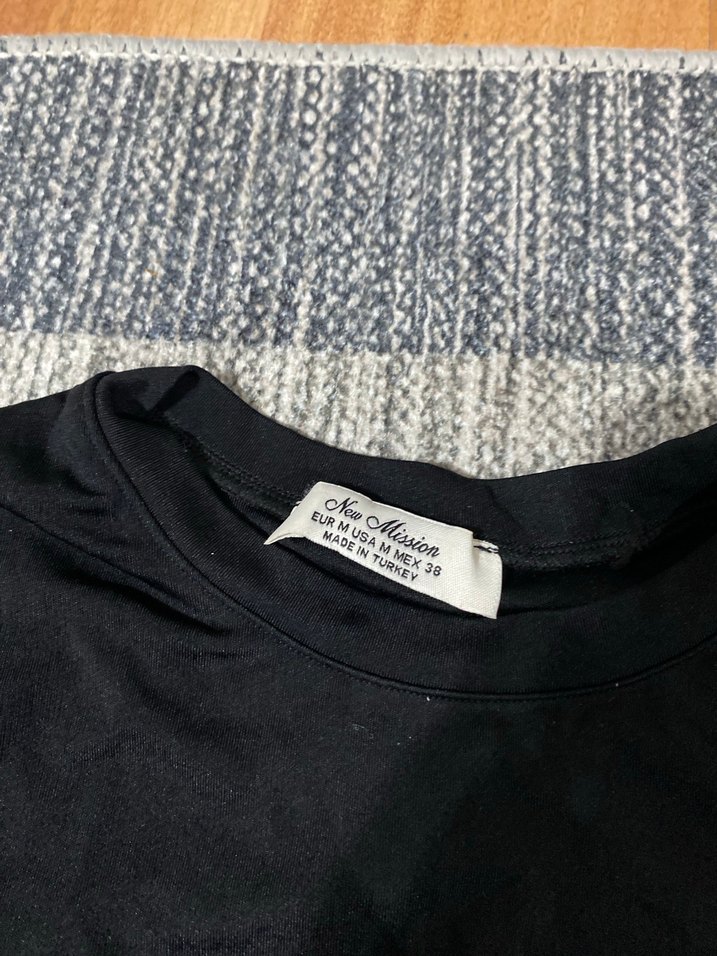 New Mission
EUR M USA M MEX 38
MADE IN TURKEY